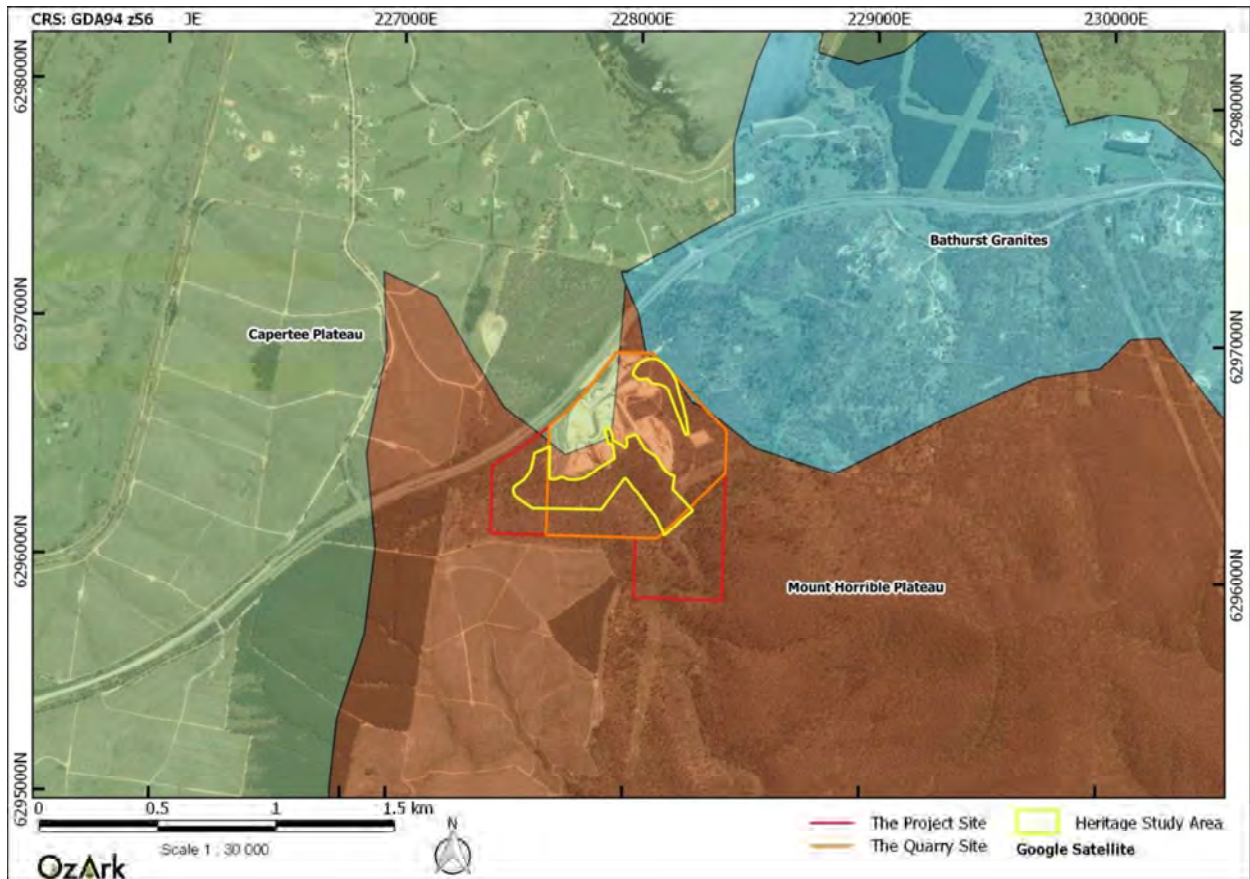 CRS: GDA94 z56
0E
227000E
228000E
229000E
230000E
6298000N
6298000N
Bathurst Granites
Capertee Plateau
6297000N
6297000N
Mount Horrible Plateau
6296000N
6296000N
6295000N
0
0.5
1
1.5 km
Scale 1 : 30 000
N
OzArk
The Project Site
The Quarry Site
Heritage Study Area
Google Satellite